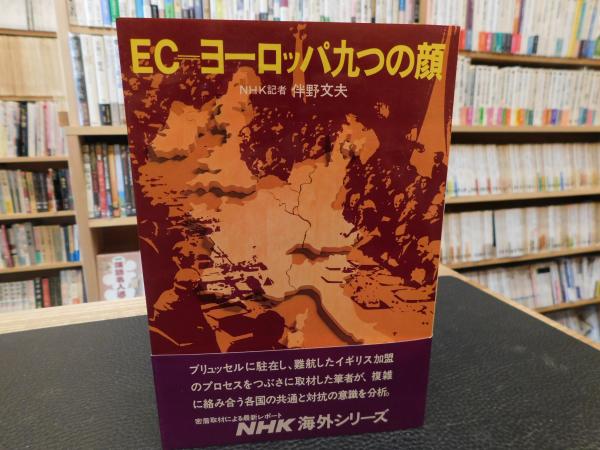 EC＝ヨーロッパ九つの顔
NHK記者 伴野文夫
ブリュッセルに駐在し、難航したイギリス加盟
のプロセスをつぶさに取材した筆者が、複雑
に絡み合う各国の共通と対抗の意識を分析。
密着取材による最新レポート
NHK 海外シリーズ